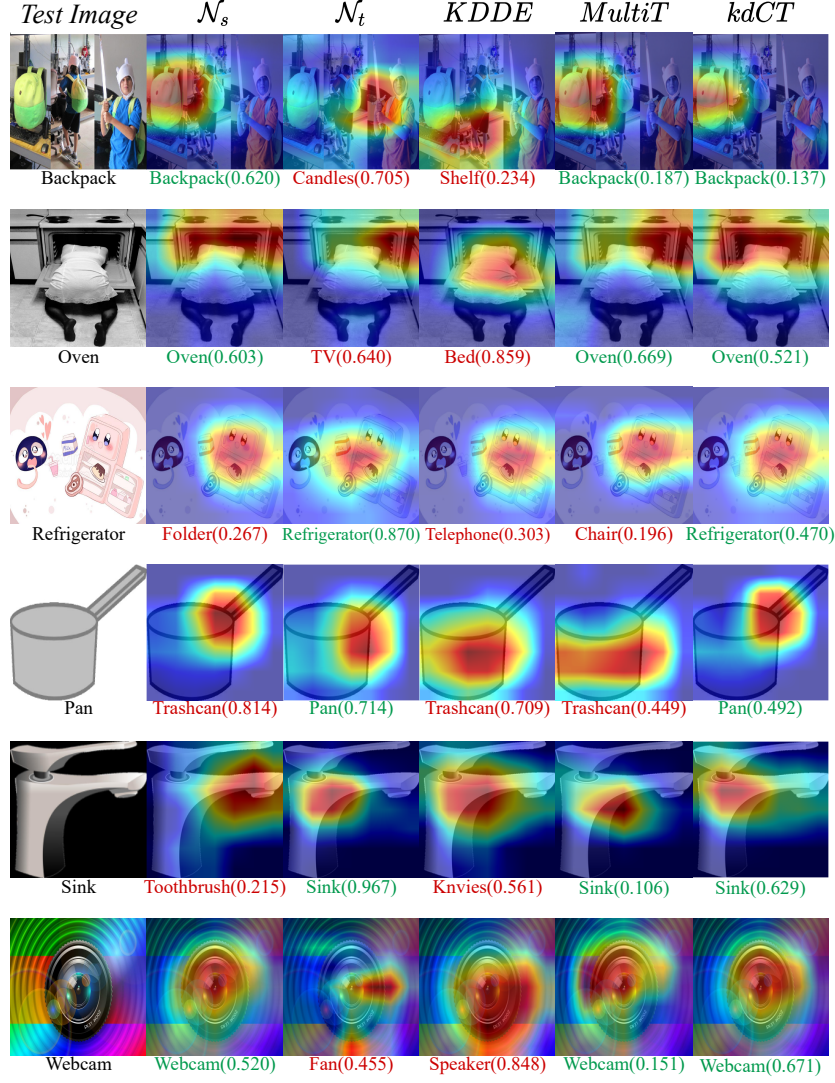 Test Image 𝒩ₛ 𝒩ₜ KDDE MultiT kdCT
Backpack Backpack(0.620) Candles(0.705) Shelf(0.234) Backpack(0.187) Backpack(0.137)
Oven Oven(0.603) TV(0.640) Bed(0.859) Oven(0.669) Oven(0.521)
Refrigerator Folder(0.267) Refrigerator(0.870) Telephone(0.303) Chair(0.196) Refrigerator(0.470)
Pan Trashcan(0.814) Pan(0.714) Trashcan(0.709) Trashcan(0.449) Pan(0.492)
Sink Toothbrush(0.215) Sink(0.967) Knvies(0.561) Sink(0.106) Sink(0.629)
Webcam Webcam(0.520) Fan(0.455) Speaker(0.848) Webcam(0.151) Webcam(0.671)